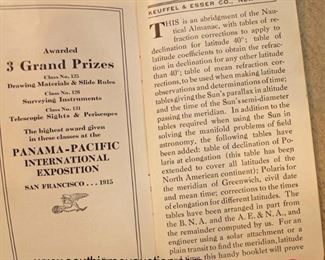 Awarded
3 Grand Prizes
Class No. 125
Drawing Materials & Slide Rules
Class No. 126
Surveying Instruments
Class No. 131
Telescopic Sights & Periscopes
The highest award given
in these classes at the
PANAMA-PACIFIC
INTERNATIONAL
EXPOSITION
SAN FRANCISCO . . . 1915
KEUFFEL & ESSER CO.,
THIS is an abridgment of the Nau-
tical Almanac, with tables of re-
fraction corrections to apply to
declination for latitude 40°; table of
latitude coefficients to obtain the refrac-
tion in declination for any other latitude
than 40°; table of mean refraction cor-
rections, to be used when making latitude
observations and determinations of time;
tables giving the Sun's parallax in altitude
and the time of the Sun's semi-diameter
passing the meridian. In addition to the
tables required when using the Sun in
solving the manifold problems of field
astronomy, the following tables have
been added: table of declination of Po-
laris at elongation (this table has been
extended to cover all latitudes of the
North American continent); Polaris for
the meridian of Greenwich, civil date
and mean time; corrections to the times
of elongation for different latitudes. The
tables have been arranged in part from
the B. N. A. and the A. E. & N. A., and
the remainder computed by us. For an
engineer using a solar attachment or a
plain transit to find the meridian, latitude
time, this handy booklet will prove